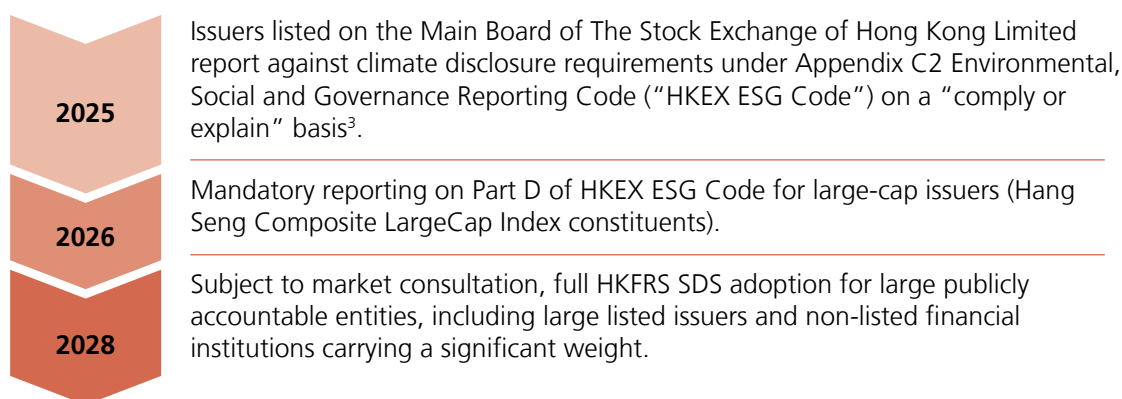 2025
Issuers listed on the Main Board of The Stock Exchange of Hong Kong Limited
report against climate disclosure requirements under Appendix C2 Environmental,
Social and Governance Reporting Code (“HKEX ESG Code”) on a “comply or
explain” basis³.
2026
Mandatory reporting on Part D of HKEX ESG Code for large-cap issuers (Hang
Seng Composite LargeCap Index constituents).
2028
Subject to market consultation, full HKFRS SDS adoption for large publicly
accountable entities, including large listed issuers and non-listed financial
institutions carrying a significant weight.